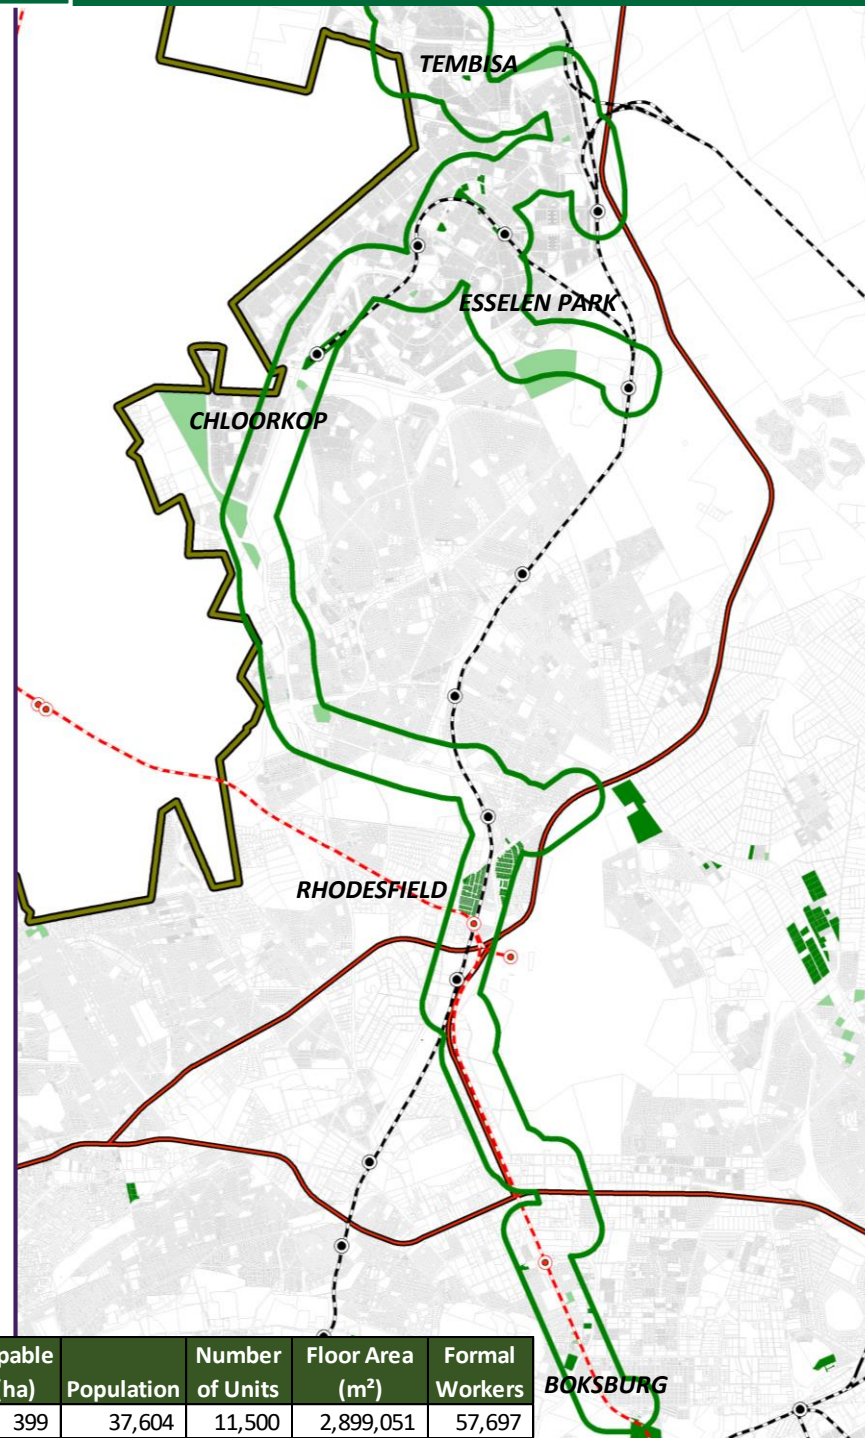 TEMBISA
ESSELEN PARK
CHLOORKOP
RHODESFIELD
BOKSBURG
Population Number of Units Floor Area (m²) Formal Workers
399 37,604 11,500 2,899,051 57,697